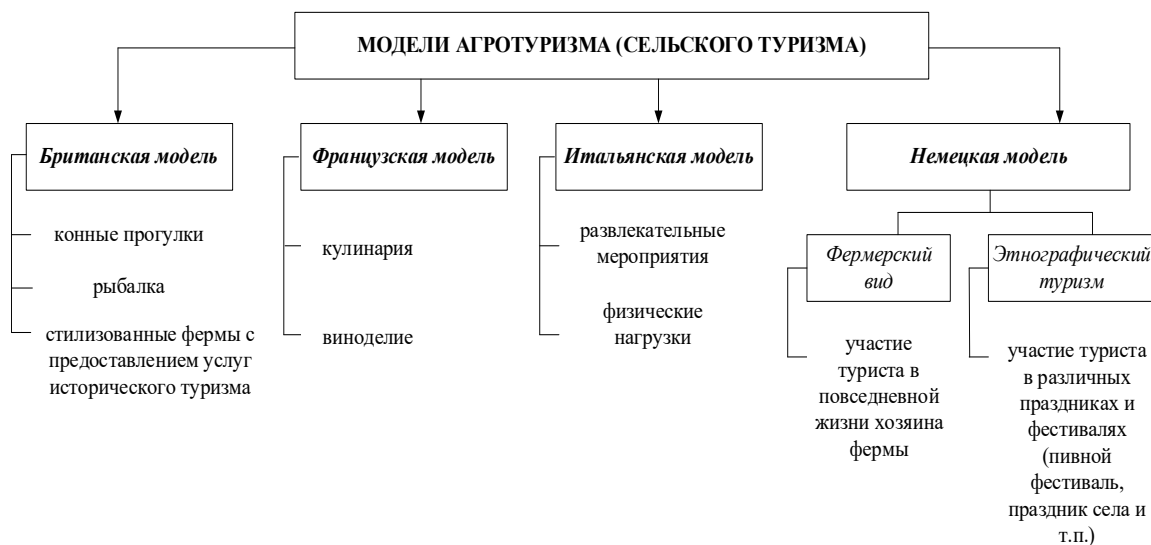 МОДЕЛИ АГРОТУРИЗМА (СЕЛЬСКОГО ТУРИЗМА)
Британская модель
конные прогулки
рыбалка
стилизованные фермы с
предоставлением услуг
исторического туризма
Французская модель
кулинария
виноделие
Итальянская модель
развлекательные
мероприятия
физические
нагрузки
Немецкая модель
Фермерский
вид
участие
туриста в
повседневной
жизни хозяина
фермы
Этнографический
туризм
участие туриста
в различных
праздниках и
фестивалях
(пивной
фестиваль,
праздник села и
т.п.)